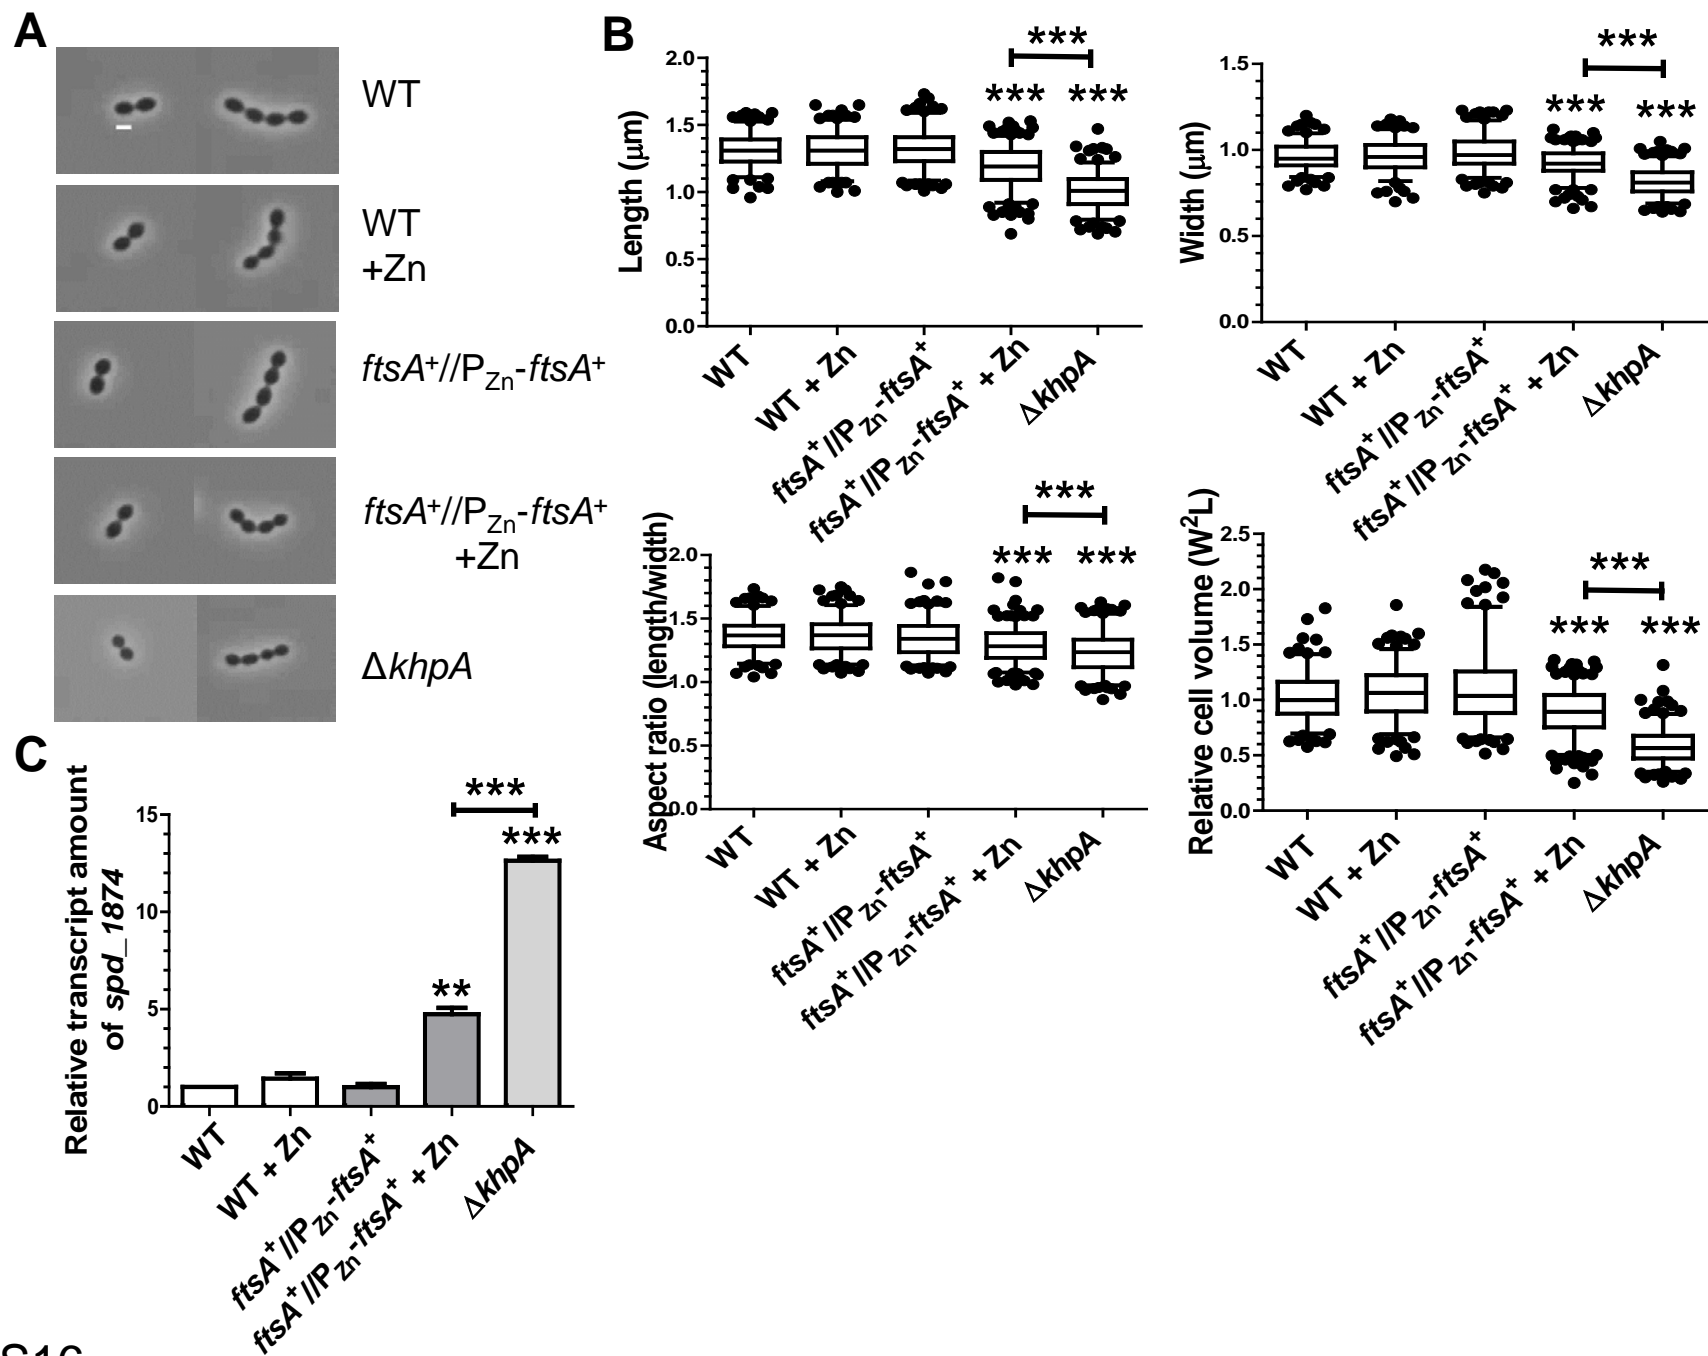 A
WT
WT
+Zn
ftsA+//PZn-ftsA+
ftsA+//PZn-ftsA+
+Zn
ΔkhpA
B
***
*** ***
Length (μm)
2.0
1.5
1.0
0.5
0.0
WT
WT + Zn
ftsA+//PZn-ftsA+
ftsA+//PZn-ftsA+ + Zn
ΔkhpA
***
*** ***
Width (μm)
1.5
1.0
0.5
0.0
WT
WT + Zn
ftsA+//PZn-ftsA+
ftsA+//PZn-ftsA+ + Zn
ΔkhpA
***
*** ***
Aspect ratio (length/width)
2.0
1.5
1.0
0.5
0.0
WT
WT + Zn
ftsA+//PZn-ftsA+
ftsA+//PZn-ftsA+ + Zn
ΔkhpA
***
*** ***
Relative cell volume (W2L)
2.5
2.0
1.5
1.0
0.5
0.0
WT
WT + Zn
ftsA+//PZn-ftsA+
ftsA+//PZn-ftsA+ + Zn
ΔkhpA
C
***
***
**
Relative transcript amount
of spd_1874
15
10
5
0
WT
WT + Zn
ftsA+//PZn-ftsA+
ftsA+//PZn-ftsA+ + Zn
ΔkhpA
S16